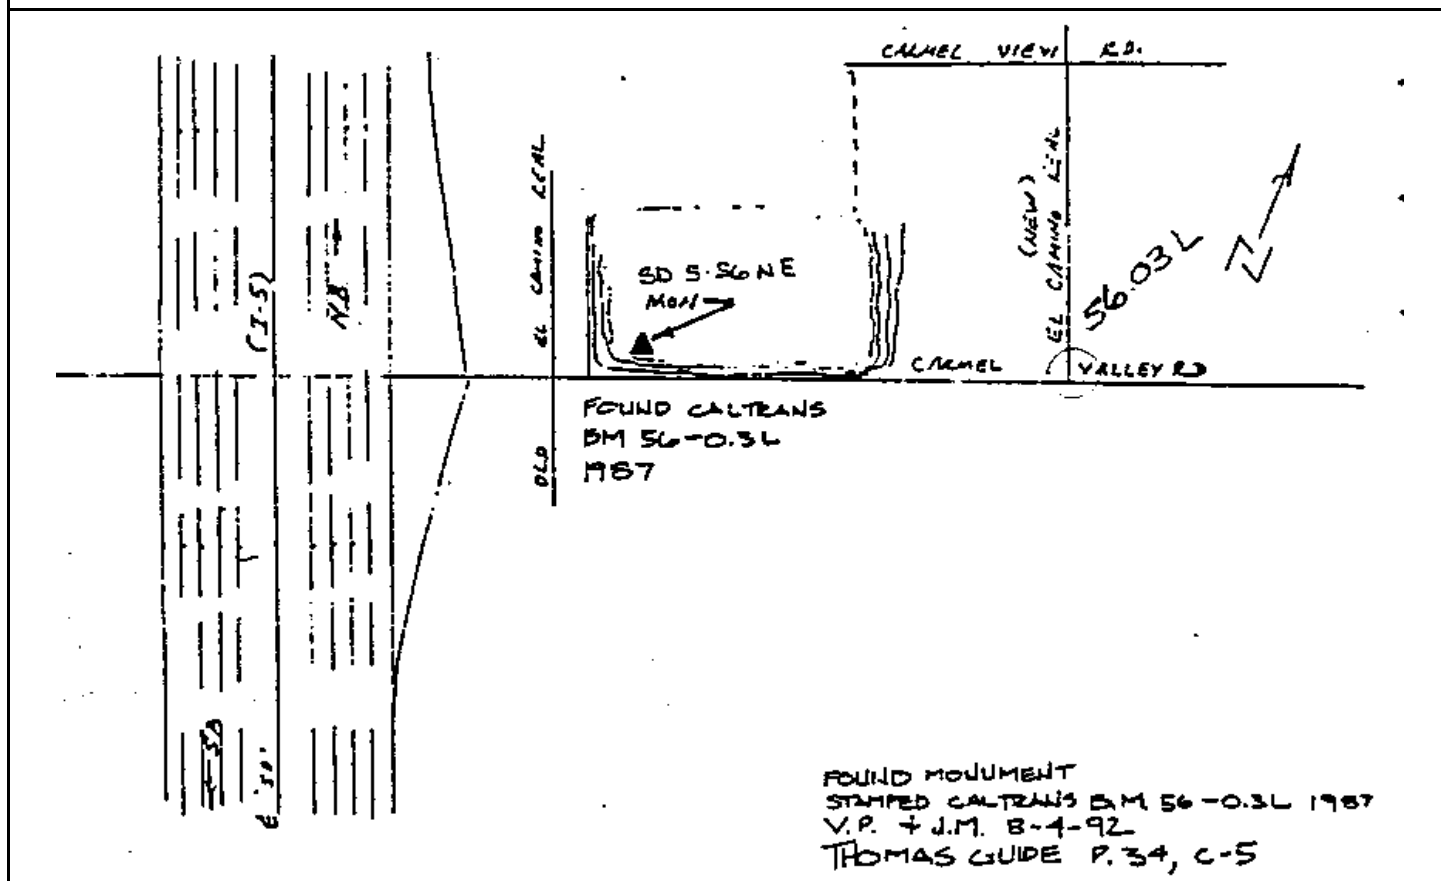 CARMEL VIEW RD.
(NEW)
EL CAMINO REAL
56.03L
N
OLD EL CAMINO REAL
SD 5-56 NE
MON
CARMEL VALLEY RD
(I-5)
N.B.
FOUND CALTRANS
BM 56-0.3L
1987
SB
FOUND MONUMENT
STAMPED CALTRANS B.M. 56-0.3L 1987
V.P. + J.M. 8-4-92
THOMAS GUIDE P. 34, C-5